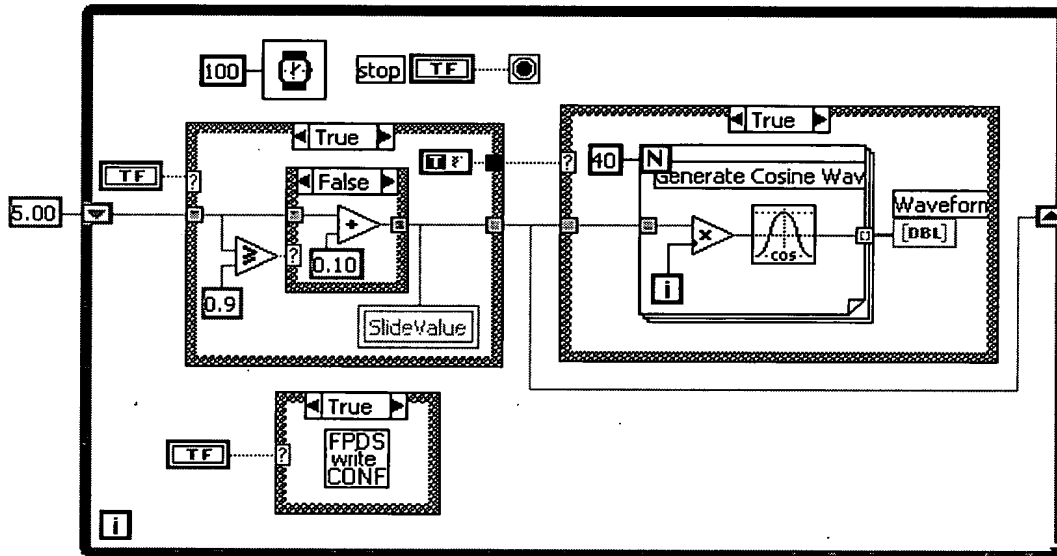 100
stop
TF
True
True
TF
False
T F
40
N
Generate Cosine Wav
Waveform
5.00
+
[DBL]
0.10
×
cos
0.9
i
SlideValue
True
TF
FPDS
write
CONF
i